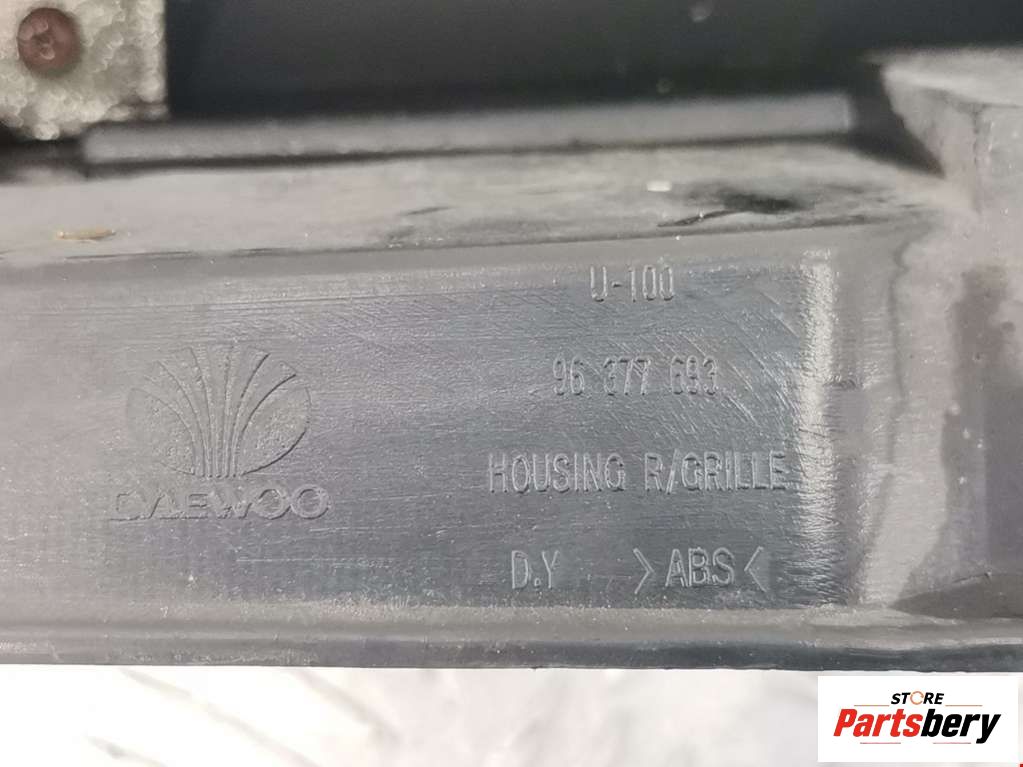 U-100
96 377 693
HOUSING R/GRILLE
DAEWOO
D.Y >ABS<
STORE
Partsbery